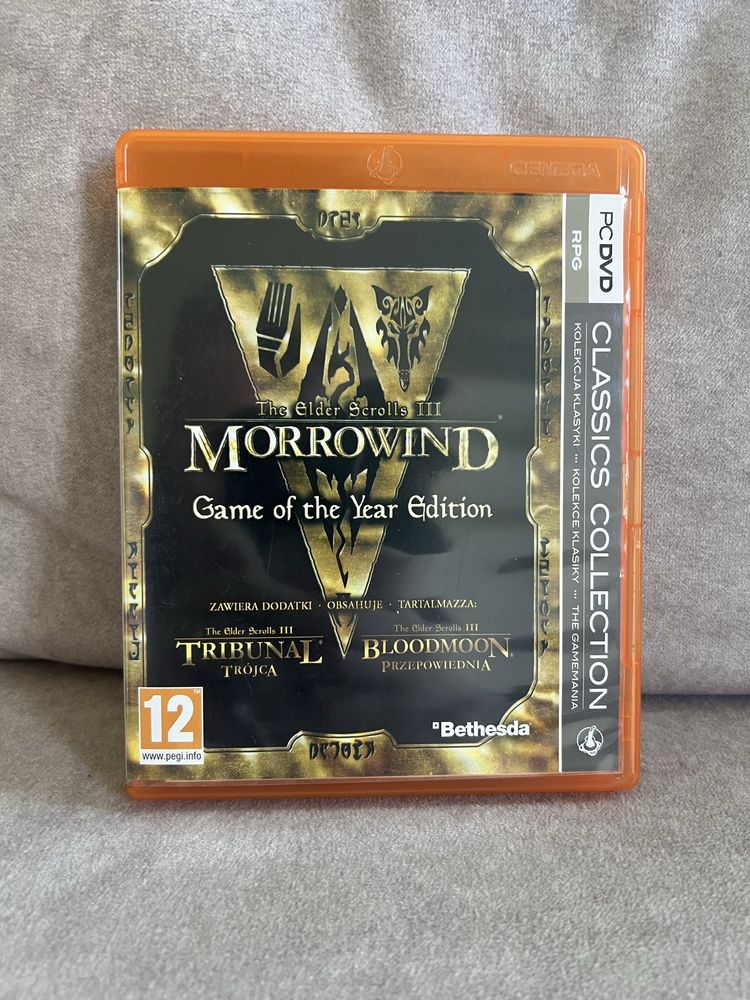 CENEGA
The Elder Scrolls III
MORROWIND®
Game of the Year Edition
ZAWIERA DODATKI · OBSAHUJE · TARTALMAZZA:
The Elder Scrolls III
TRIBUNAL®
TRÓJCA
The Elder Scrolls III
BLOODMOON®
PRZEPOWIEDNIA
12™
www.pegi.info
Bethesda
PC DVD
RPG
CLASSICS COLLECTION
KOLEKCJA KLASYKI ... KOLEKCE KLASIKY ... THE GAMEMANIA